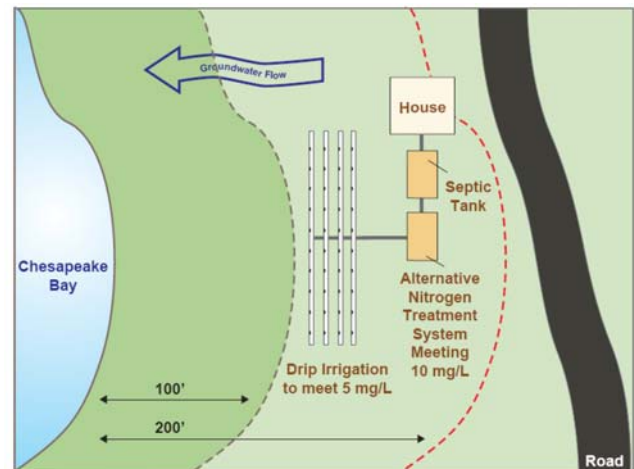 Groundwater Flow
House
Septic
Tank
Chesapeake
Bay
Alternative
Nitrogen
Treatment
System
Meeting
10 mg/L
Drip Irrigation
to meet 5 mg/L
100'
200'
Road